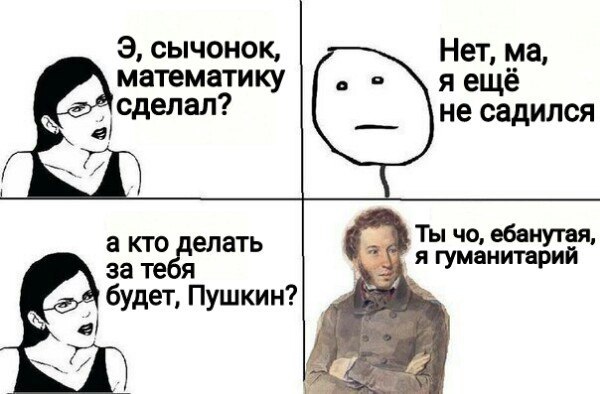 Э, сычонок,
математику
сделал?
Нет, ма,
я ещё
не садился
а кто делать
за тебя
будет, Пушкин?
Ты чо, ебанутая,
я гуманитарий